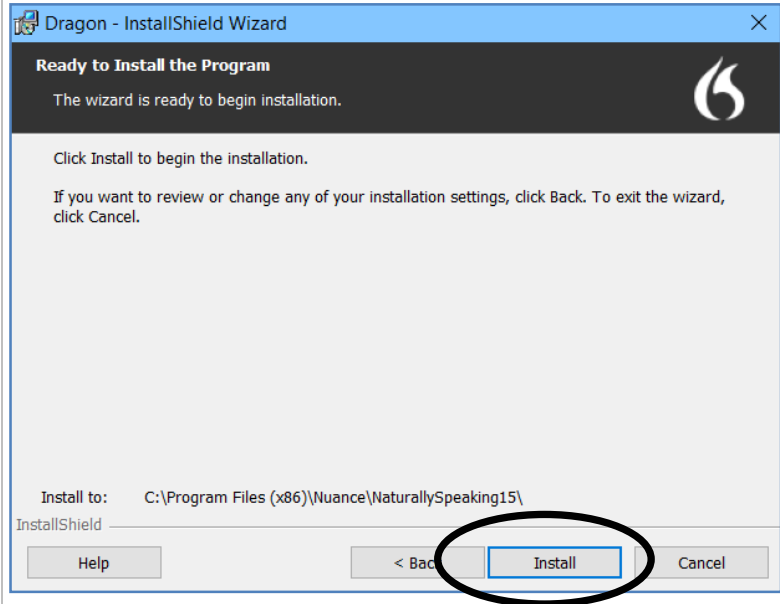 Dragon - InstallShield Wizard
Ready to Install the Program
The wizard is ready to begin installation.
Click Install to begin the installation.
If you want to review or change any of your installation settings, click Back. To exit the wizard,
click Cancel.
Install to: C:\Program Files (x86)\Nuance\NaturallySpeaking15\
InstallShield
Help < Back Install Cancel